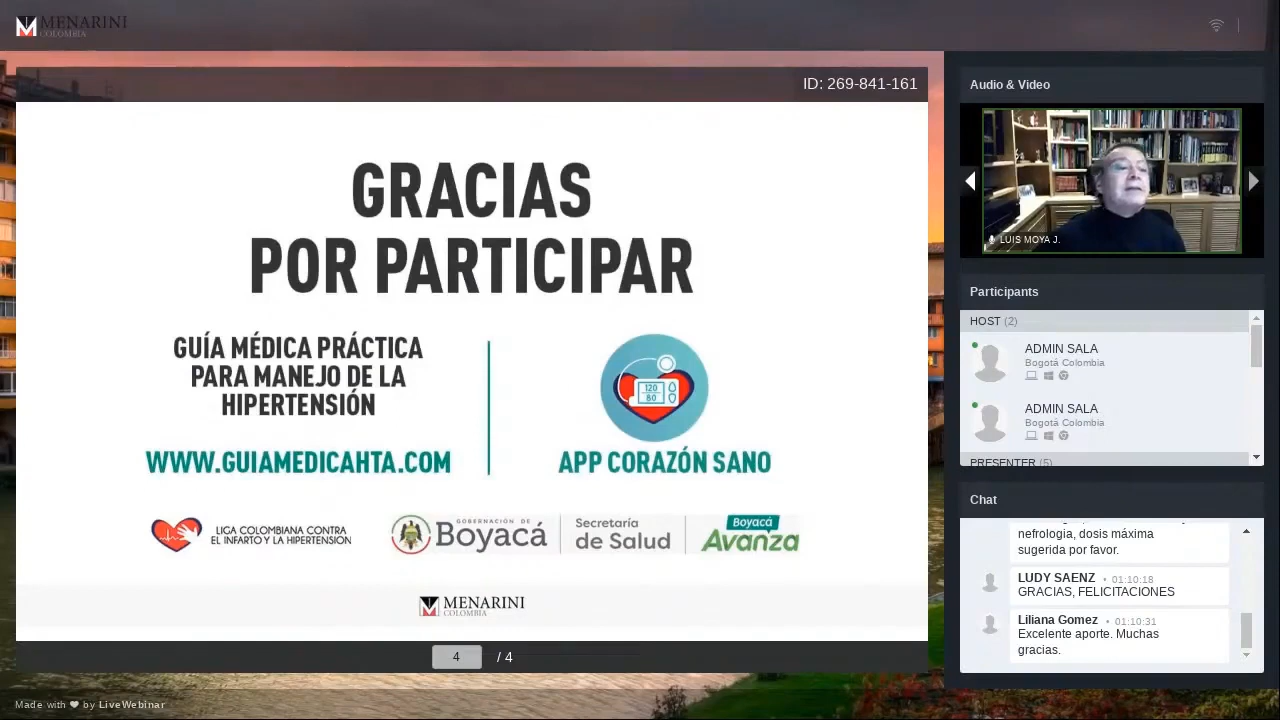 MENARINI
COLOMBIA
ID: 269-841-161
GRACIAS
POR PARTICIPAR
GUÍA MÉDICA PRÁCTICA
PARA MANEJO DE LA
HIPERTENSIÓN
WWW.GUIAMEDICAHTA.COM
120
80
APP CORAZÓN SANO
LIGA COLOMBIANA CONTRA
EL INFARTO Y LA HIPERTENSION
GOBERNACIÓN DE
Boyacá
Secretaría
de Salud
Boyacá
Avanza
MENARINI
COLOMBIA
4 / 4
Made with ❤ by LiveWebinar
Audio & Video
LUIS MOYA J.
Participants
HOST (2)
ADMIN SALA
Bogotá Colombia
ADMIN SALA
Bogotá Colombia
PRESENTER (5)
Chat
nefrología, dosis máxima
sugerida por favor.
LUDY SAENZ • 01:10:18
GRACIAS, FELICITACIONES
Liliana Gomez • 01:10:31
Excelente aporte. Muchas
gracias.